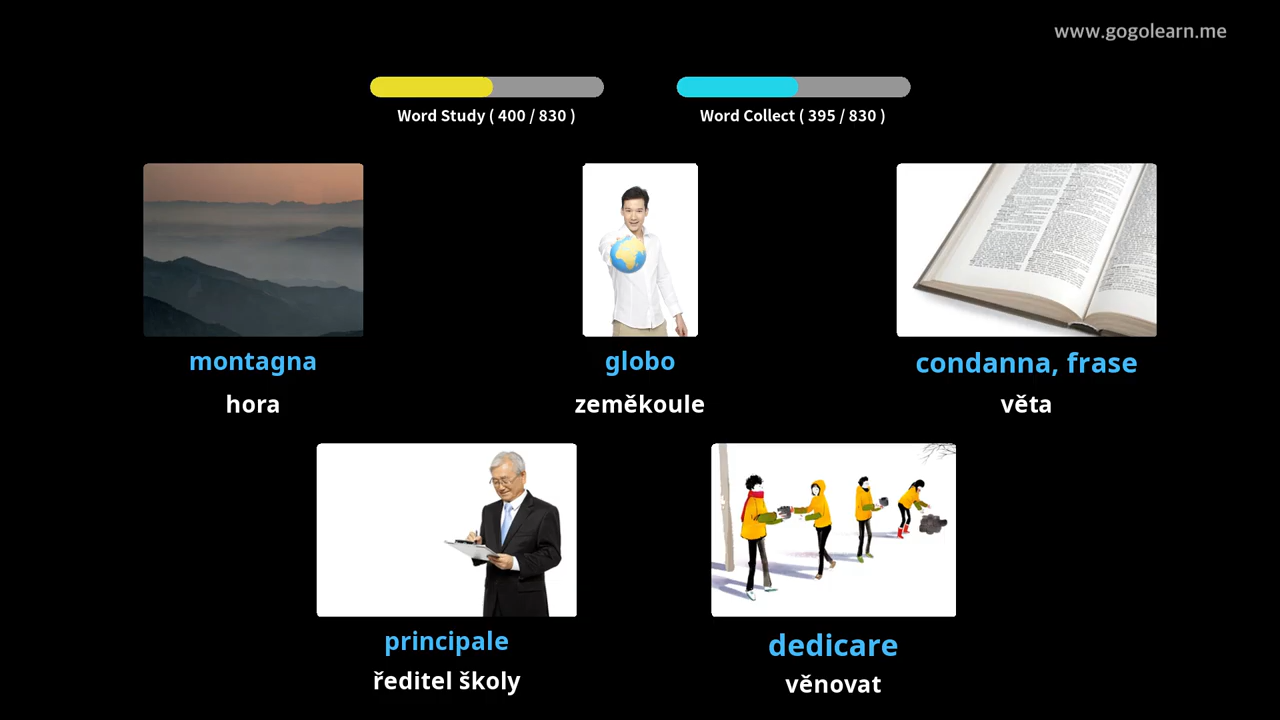 www.gogolearn.me
Word Study ( 400 / 830 )
Word Collect ( 395 / 830 )
montagna
globo
condanna, frase
hora
zeměkoule
věta
principale
dedicare
ředitel školy
věnovat